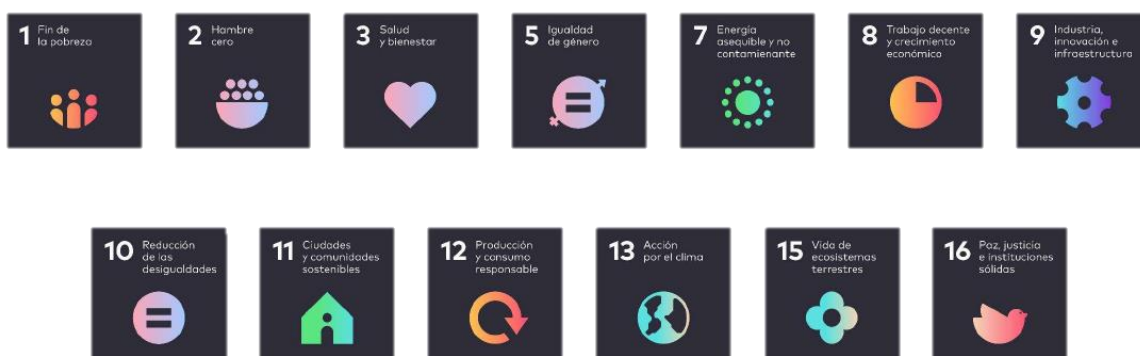 1 Fin de
la pobreza
2 Hambre
cero
3 Salud
y bienestar
5 Igualdad
de género
7 Energía
asequible y no
contamienante
8 Trabajo decente
y crecimiento
económico
9 Industria,
innovación e
infraestructura
10 Reducción
de las
desigualdades
11 Ciudades
y comunidades
sostenibles
12 Producción
y consumo
responsable
13 Acción
por el clima
15 Vida de
ecosistemas
terrestres
16 Paz, justicia
e instituciones
sólidas